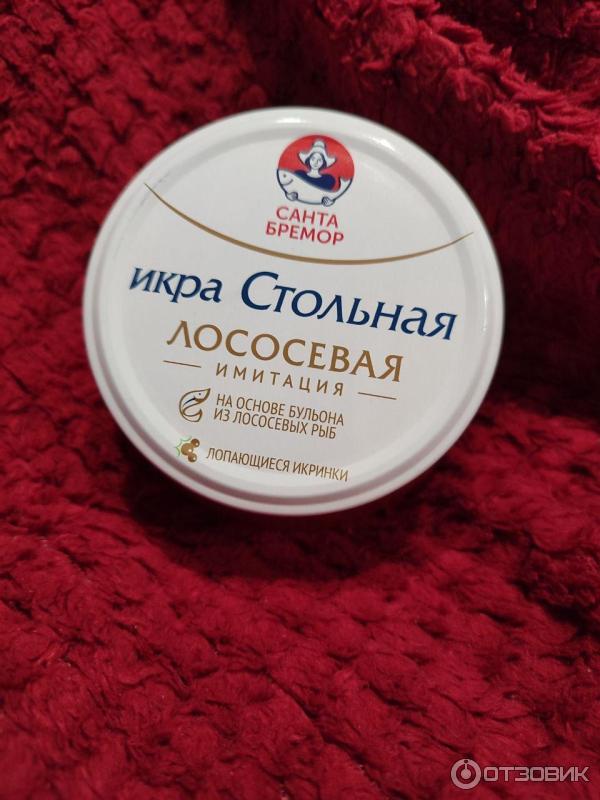 САНТА
БРЕМОР
икра Стольная
ЛОСОСЕВАЯ
ИМИТАЦИЯ
НА ОСНОВЕ БУЛЬОНА
ИЗ ЛОСОСЕВЫХ РЫБ
ЛОПАЮЩИЕСЯ ИКРИНКИ
ОТЗОВИК